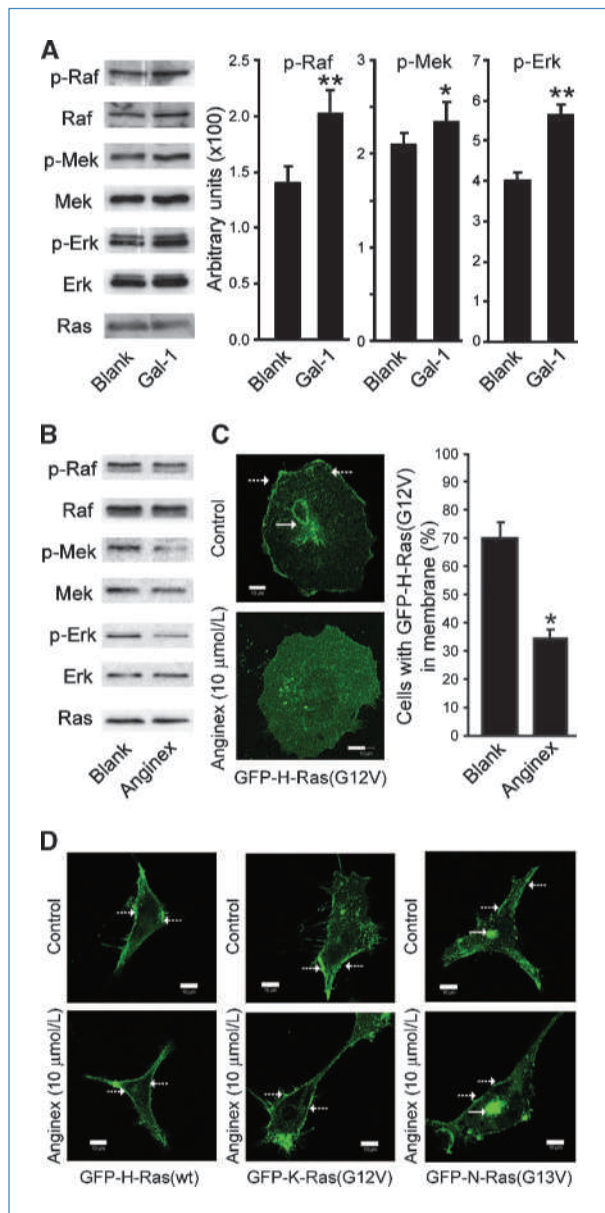 A
p-Raf
Raf
p-Mek
Mek
p-Erk
Erk
Ras
Blank
Gal-1
Arbitrary units (x100)
p-Raf
2.5
2.0
1.5
1.0
0.5
0.0
**
Blank
Gal-1
p-Mek
3
2
1
0
*
Blank
Gal-1
p-Erk
7
6
5
4
3
2
1
0
**
Blank
Gal-1
B
p-Raf
Raf
p-Mek
Mek
p-Erk
Erk
Ras
Blank
Anginex
C
Control
Anginex (10 μmol/L)
GFP-H-Ras(G12V)
Cells with GFP-H-Ras(G12V)
in membrane (%)
100
90
80
70
60
50
40
30
20
10
0
*
Blank
Anginex
D
Control
Control
Control
Anginex (10 μmol/L)
Anginex (10 μmol/L)
Anginex (10 μmol/L)
GFP-H-Ras(wt)
GFP-K-Ras(G12V)
GFP-N-Ras(G13V)